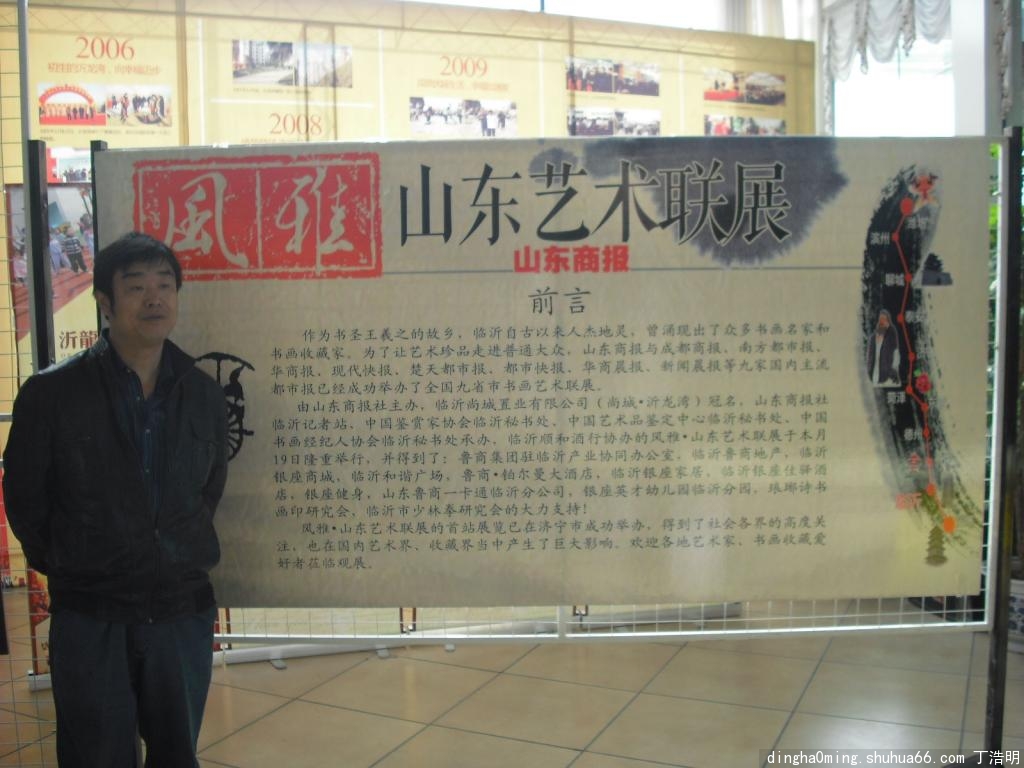 2006
初生的沂龙湾，向幸福迈步
2008
2009
沂龍
風雅
山东艺术联展
山东商报
前言
作为书圣王羲之的故乡，临沂自古以来人杰地灵，曾涌现出了众多书画名家和
书画收藏家。为了让艺术珍品走进普通大众，山东商报与成都商报、南方都市报、
华商报、现代快报、楚天都市报、都市快报、华商晨报、新闻晨报等九家国内主流
都市报已经成功举办了全国九省市书画艺术联展。
由山东商报社主办，临沂尚城置业有限公司（尚城•沂龙湾）冠名，山东商报社
临沂记者站、中国鉴赏家协会临沂秘书处、中国艺术品鉴定中心临沂秘书处、中国
书画经纪人协会临沂秘书处承办，临沂顺和酒行协办的风雅•山东艺术联展于本月
19日隆重举行，并得到了：鲁商集团驻临沂产业协同办公室，临沂鲁商地产，临沂
银座商城，临沂和谐广场，鲁商•铂尔曼大酒店，临沂银座家居，临沂银座佳驿酒
店，银座健身，山东鲁商一卡通临沂分公司，银座英才幼儿园临沂分园，琅琊诗书
画印研究会，临沂市少林拳研究会的大力支持！
风雅•山东艺术联展的首站展览已在济宁市成功举办，得到了社会各界的高度关
注，也在国内艺术界、收藏界当中产生了巨大影响。欢迎各地艺术家、书画收藏爱
好者莅临观展。
潍坊
滨州
聊城
菏泽
德州
dingha0ming.shuhua66.com 丁浩明